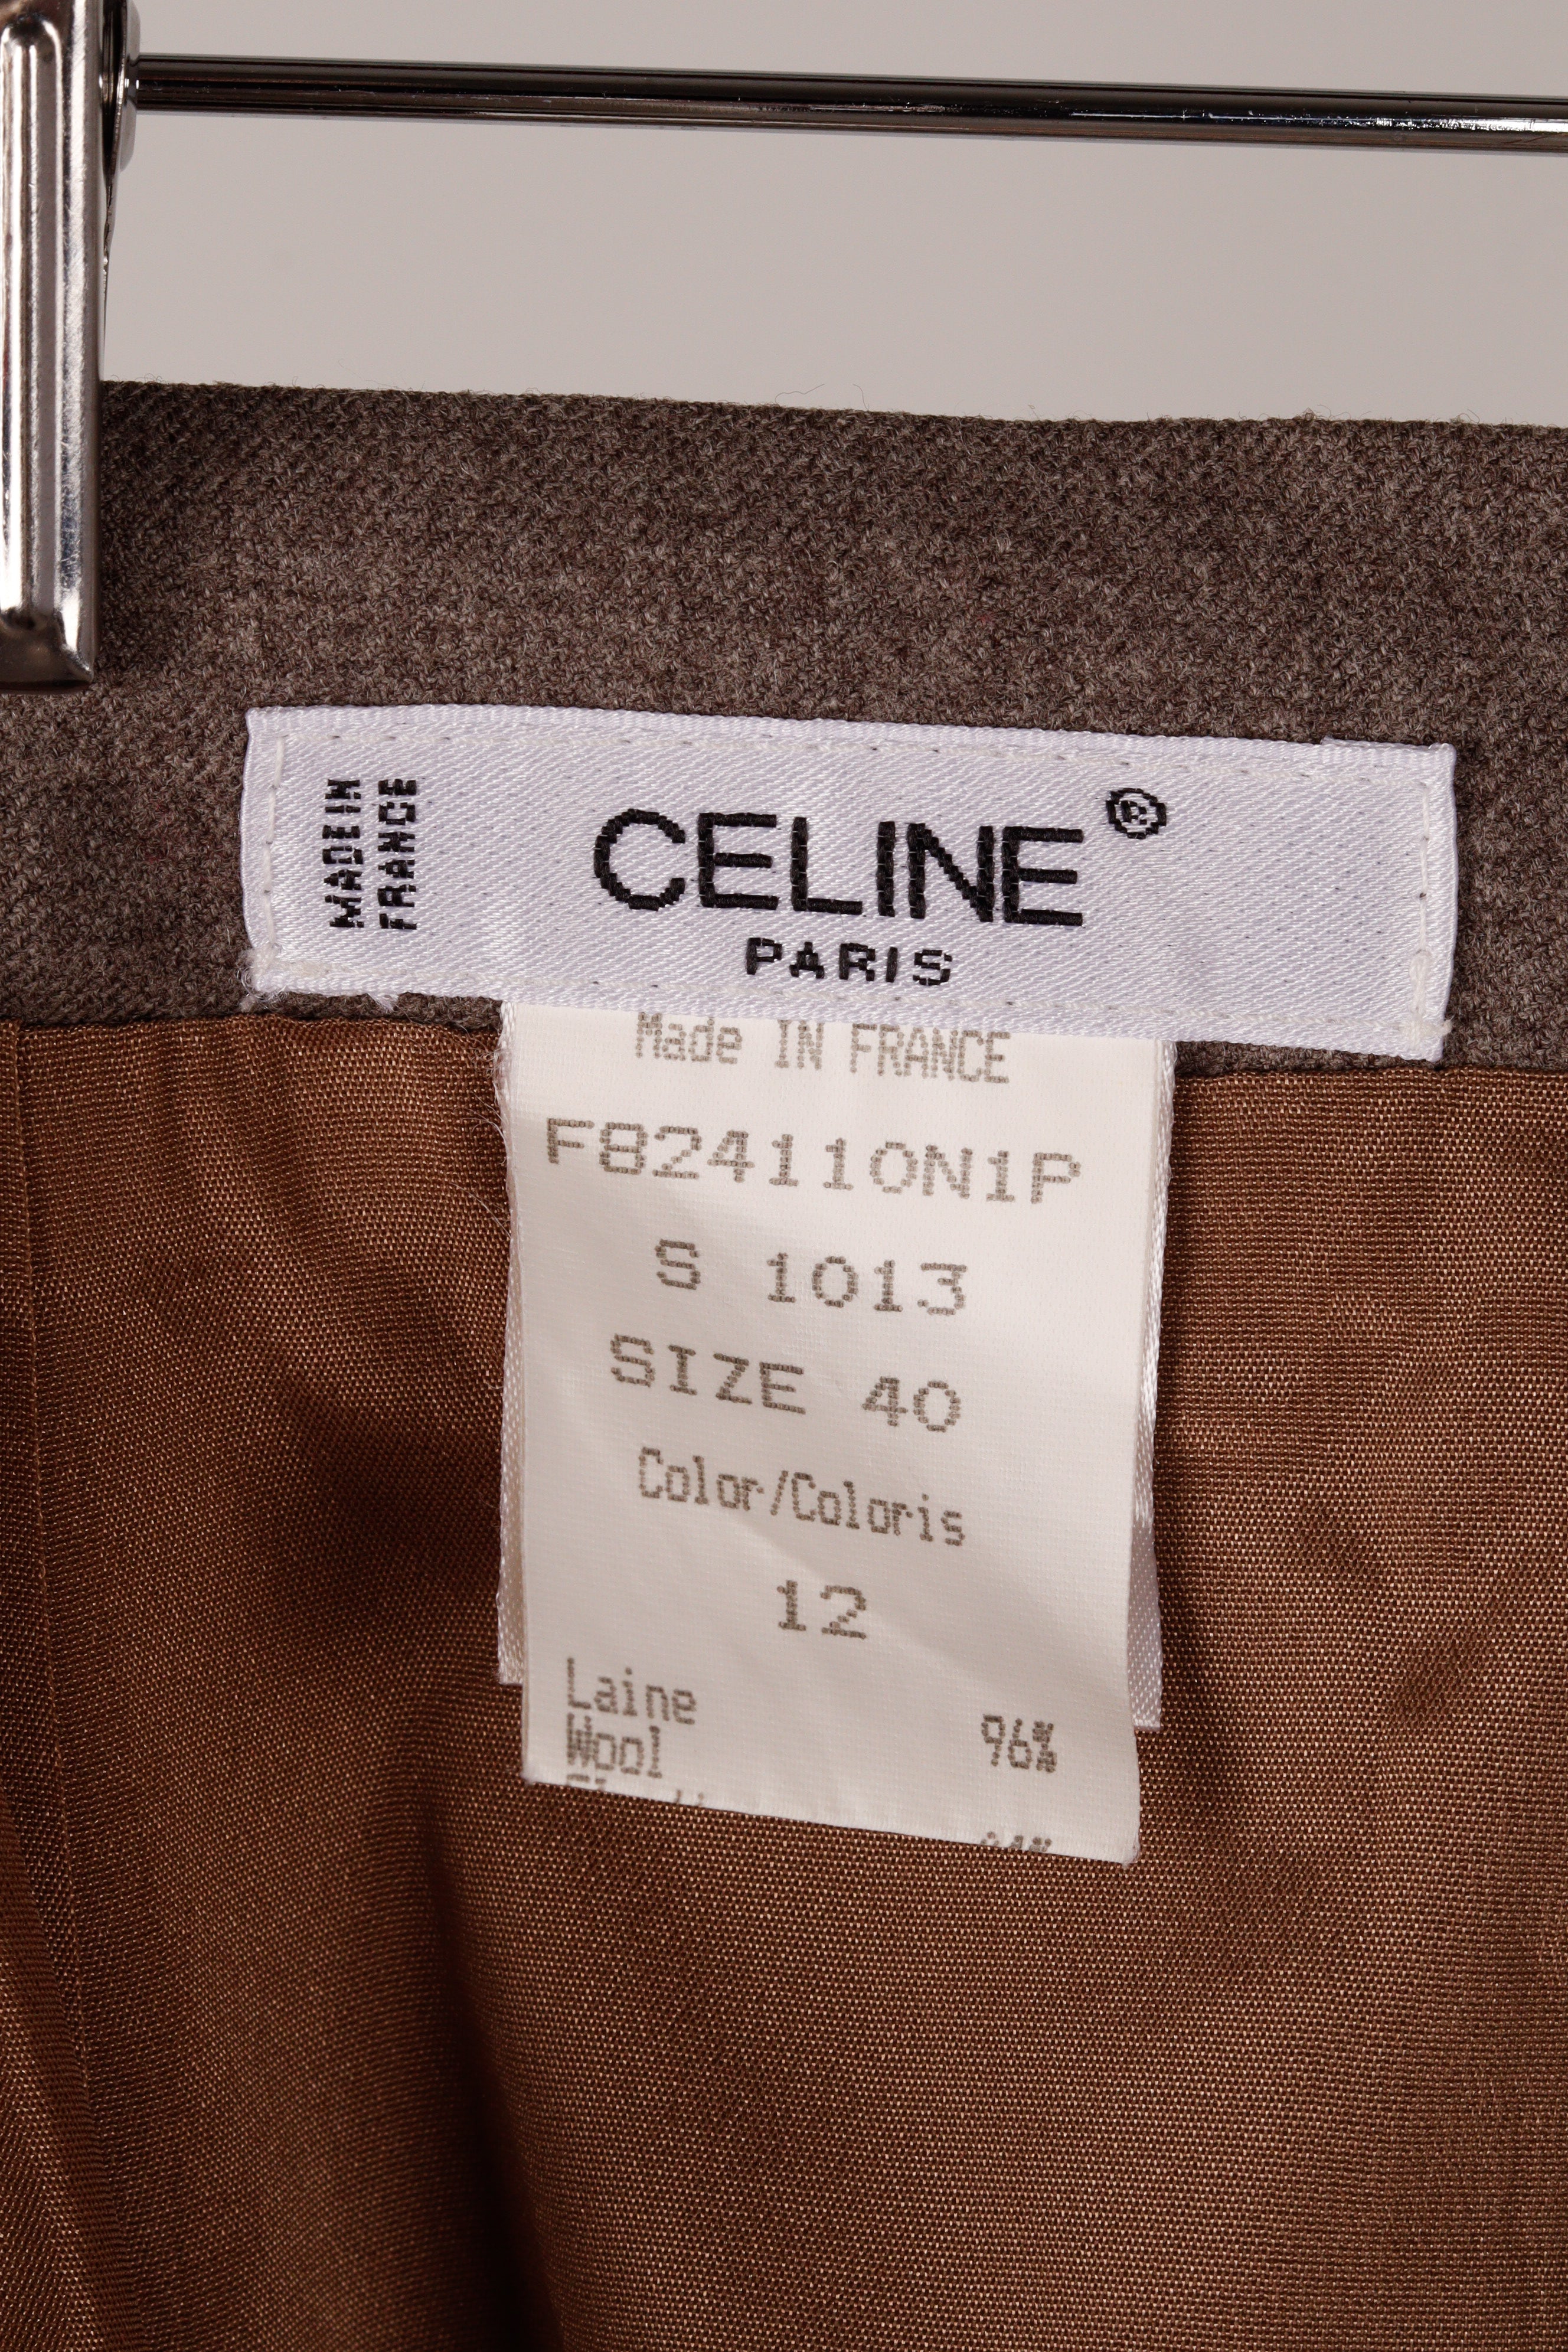 MADE IN
FRANCE
CELINE®
PARIS
Made IN FRANCE
F824110N1P
S 1013
SIZE 40
Color/Coloris
12
Laine
Wool 96%